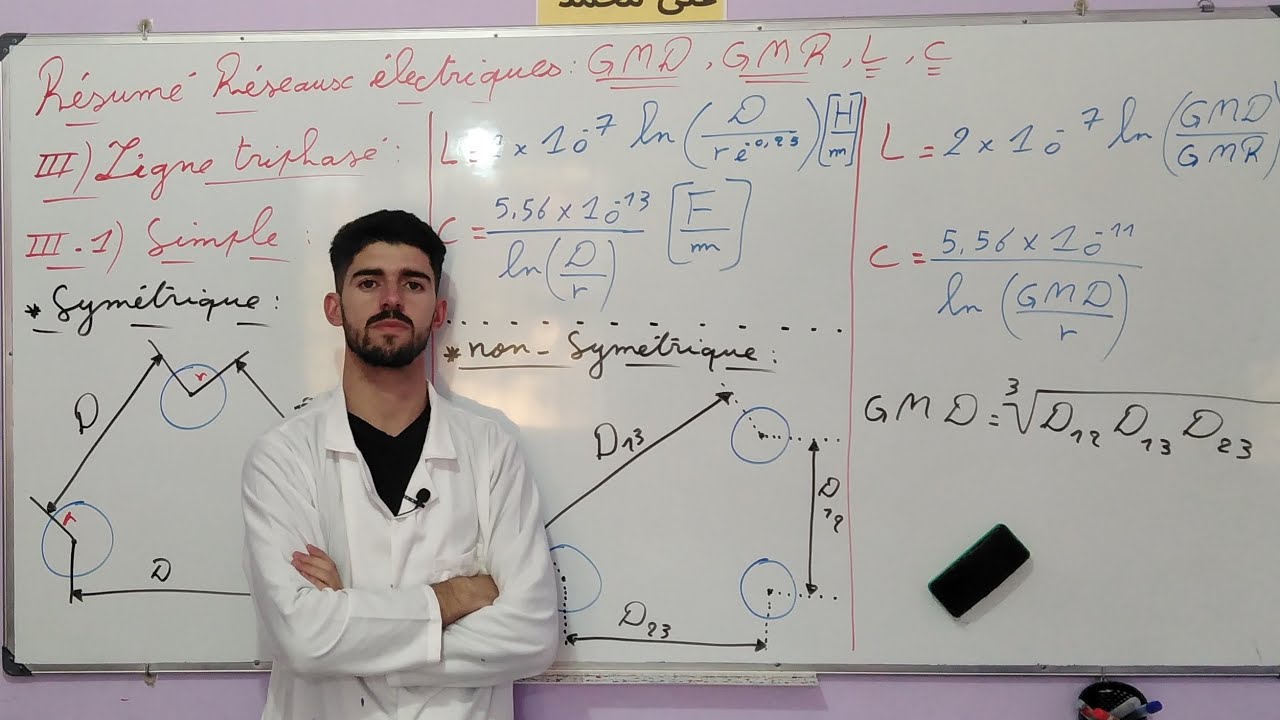 Résumé Réseaux électriques : GMD, GMR, L, C
III) Ligne triphasé :
III.1) Simple :
* Symétrique :
D
r
r
D
L = 2 × 10⁻⁷ ln(D / r e⁻⁰·²⁵) [H/m]
C = 5,56 × 10⁻¹³ / ln(D/r) [F/m]
* non-Symétrique :
D₁₃
D₁₂
D₂₃
L = 2 × 10⁻⁷ ln(GMD/GMR)
C = 5,56 × 10⁻¹¹ / ln(GMD/r)
GMD = ³√D₁₂ D₁₃ D₂₃